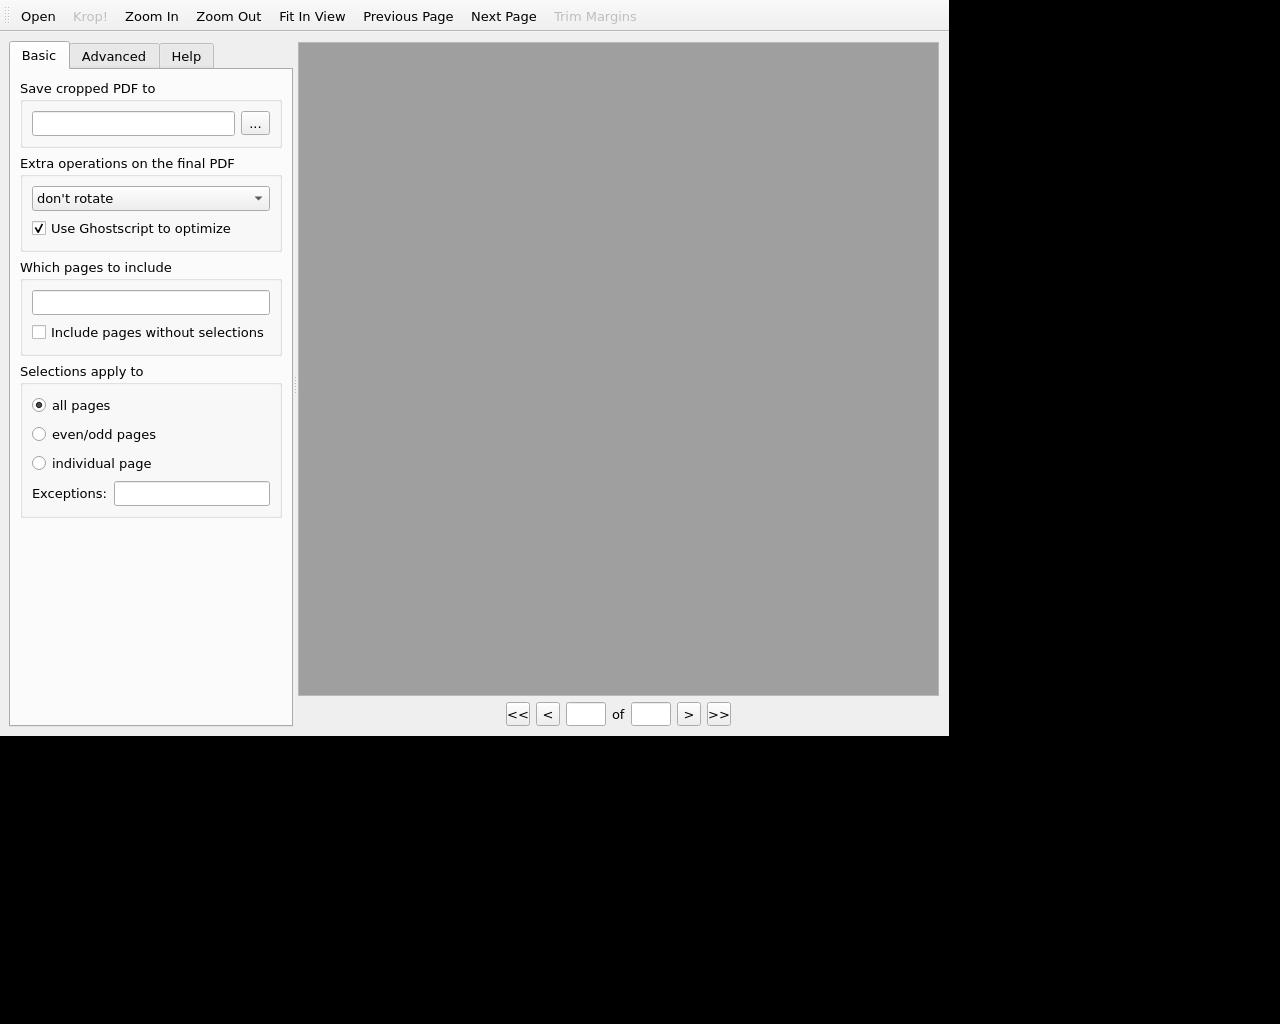 Open Krop! Zoom In Zoom Out Fit In View Previous Page Next Page Trim Margins
Basic Advanced Help
Save cropped PDF to
...
Extra operations on the final PDF
don't rotate
Use Ghostscript to optimize
Which pages to include
Include pages without selections
Selections apply to
all pages
even/odd pages
individual page
Exceptions:
<< < of > >>